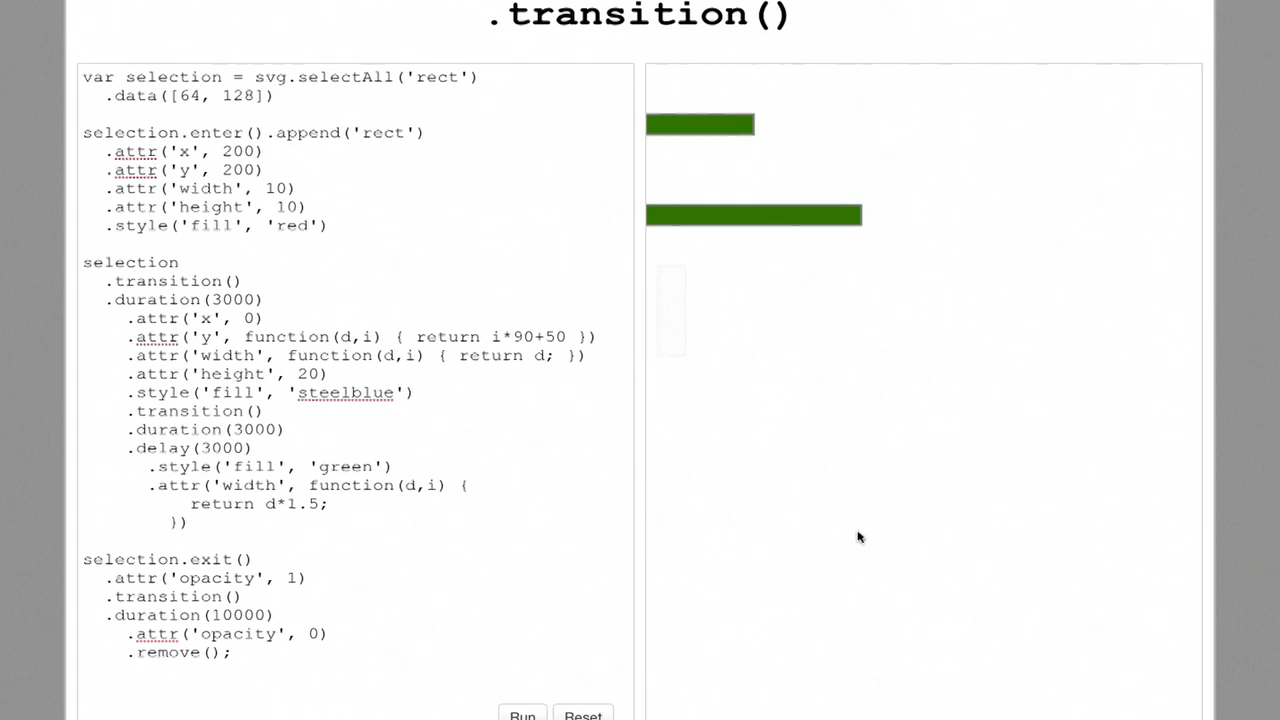 .transition()
var selection = svg.selectAll('rect')
.data([64, 128])
selection.enter().append('rect')
.attr('x', 200)
.attr('y', 200)
.attr('width', 10)
.attr('height', 10)
.style('fill', 'red')
selection
.transition()
.duration(3000)
.attr('x', 0)
.attr('y', function(d,i) { return i*90+50 })
.attr('width', function(d,i) { return d; })
.attr('height', 20)
.style('fill', 'steelblue')
.transition()
.duration(3000)
.delay(3000)
.style('fill', 'green')
.attr('width', function(d,i) {
return d*1.5;
})
selection.exit()
.attr('opacity', 1)
.transition()
.duration(10000)
.attr('opacity', 0)
.remove();
Run Reset